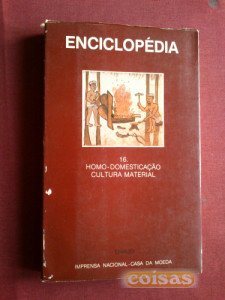 ENCICLOPÉDIA
16.
HOMO-DOMESTICAÇÃO
CULTURA MATERIAL
IMPRENSA NACIONAL-CASA DA MOEDA
coisas